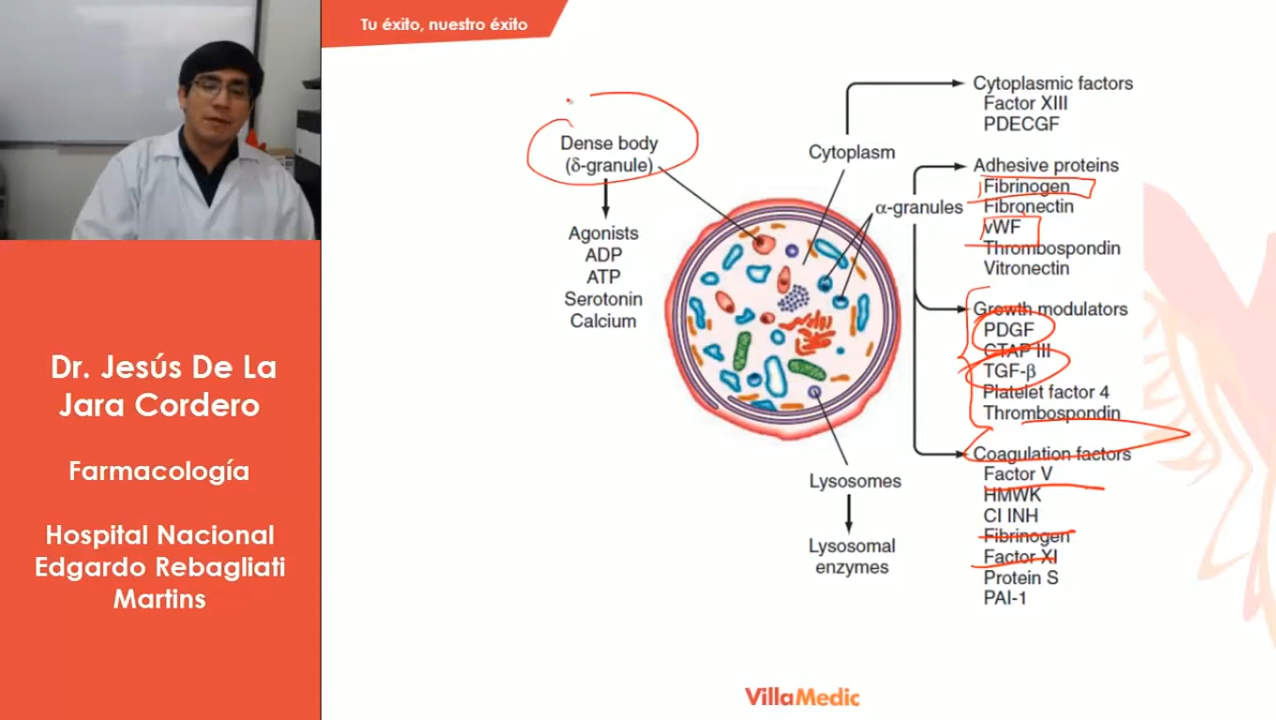 Tu éxito, nuestro éxito
Dr. Jesús De La
Jara Cordero
Farmacología
Hospital Nacional
Edgardo Rebagliati
Martins
Dense body
(δ-granule)
Agonists
ADP
ATP
Serotonin
Calcium
Cytoplasm
α-granules
Lysosomes
Lysosomal
enzymes
Cytoplasmic factors
Factor XIII
PDECGF
Adhesive proteins
Fibrinogen
Fibronectin
vWF
Thrombospondin
Vitronectin
Growth modulators
PDGF
CTAP III
TGF-β
Platelet factor 4
Thrombospondin
Coagulation factors
Factor V
HMWK
CI INH
Fibrinogen
Factor XI
Protein S
PAI-1
VillaMedic